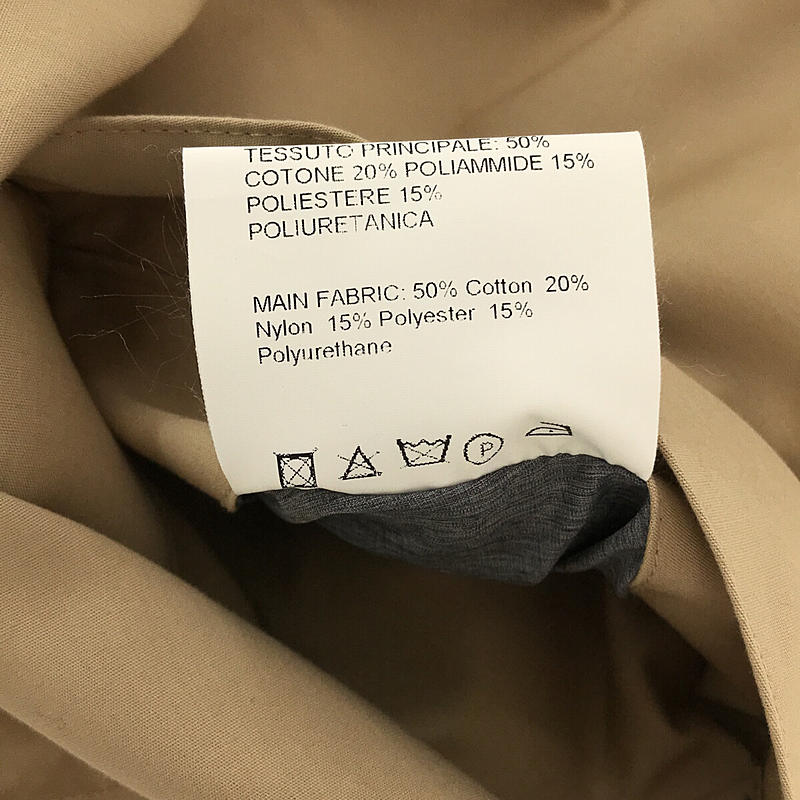 TESSUTO PRINCIPALE: 50%
COTONE 20% POLIAMMIDE 15%
POLIESTERE 15%
POLIURETANICA
MAIN FABRIC: 50% Cotton 20%
Nylon 15% Polyester 15%
Polyurethane
P